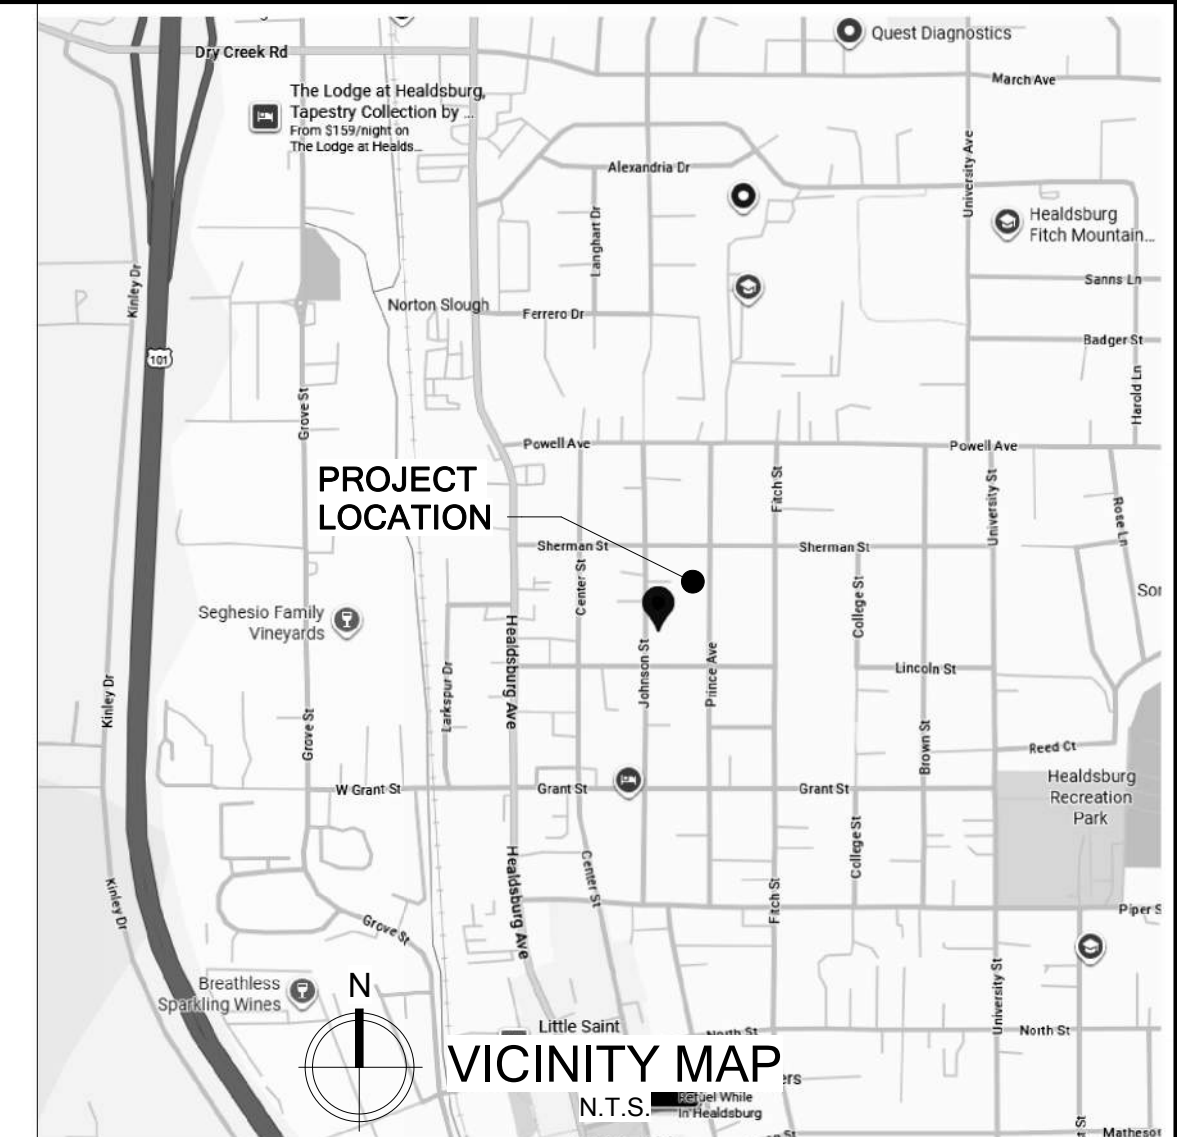 Dry Creek Rd
Quest Diagnostics
March Ave
The Lodge at Healdsburg,
Tapestry Collection by ...
From $159/night on
The Lodge at Healds...
University Ave
Alexandria Dr
Healdsburg
Fitch Mountain...
Langhart Dr
Kinley Dr
Sanns Ln
Norton Slough
Ferrero Dr
Badger St
101
Harold Ln
Grove St
Powell Ave
Powell Ave
PROJECT
LOCATION
Fitch St
University St
Rose Ln
Sherman St
Sherman St
Center St
College St
Seghesio Family
Vineyards
Healdsburg Ave
Johnson St
Prince Ave
Lincoln St
Larkspur Dr
Kinley Dr
Grove St
Brown St
Reed Ct
W Grant St
Grant St
Grant St
Healdsburg
Recreation
Park
College St
Healdsburg Ave
Center St
Fitch St
Kinley Dr
Piper S
Grove St
Breathless
Sparkling Wines
N
University St
Little Saint
North St
North St
VICINITY MAP
ers
N.T.S.
Refuel While
in Healdsburg
St
St
Matheson